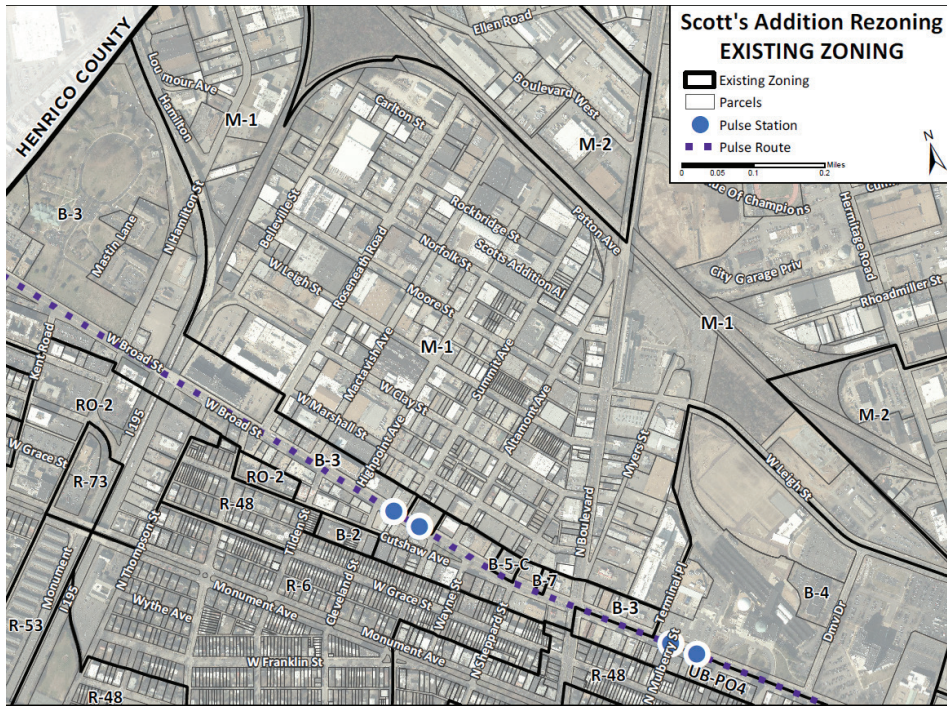 Scott's Addition Rezoning
EXISTING ZONING
Existing Zoning
Parcels
Pulse Station
Pulse Route
N
Miles
0 0.05 0.1 0.2
HENRICO COUNTY
Ellen Road
Lou-mour Ave
Hamilton
Boulevard West
Carlton St
M-1
M-2
Of Champions
Hermitage Road
B-3
Mastin Lane
N Hamilton St
Belleville St
Rockbridge St
Patton Ave
Norfolk St
Scotts Addition Al
Roseneath Road
City Garage Priv
Rhoadmiller St
W Leigh St
Moore St
M-1
M-1
Kent Road
W Broad St
Mactavish Ave
Summit Ave
W Clay St
Altamont Ave
M-2
RO-2
I 195
W Broad St
W Marshall St
Highpoint Ave
Myers St
W Leigh St
W Grace St
R-73
RO-2
B-3
R-48
N Boulevard
Tilden St
B-2
Cutshaw Ave
B-5-C
B-7
Terminal Pl
Monument
I 195
N Thompson St
R-6
Cleveland St
W Grace St
Wayne St
N Sheppard St
B-3
B-4
Dmv Dr
Wythe Ave
Monument Ave
R-53
Monument Ave
W Franklin St
N Mulberry St
R-48
R-48
UB-PO4